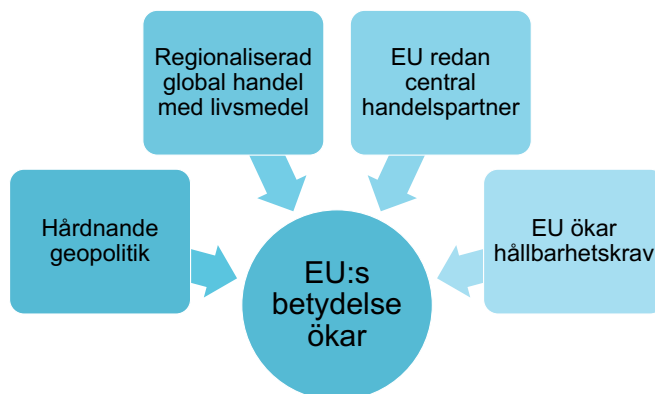 Regionaliserad
global handel
med livsmedel
EU redan
central
handelspartner
Hårdnande
geopolitik
EU ökar
hållbarhetskrav
EU:s
betydelse
ökar